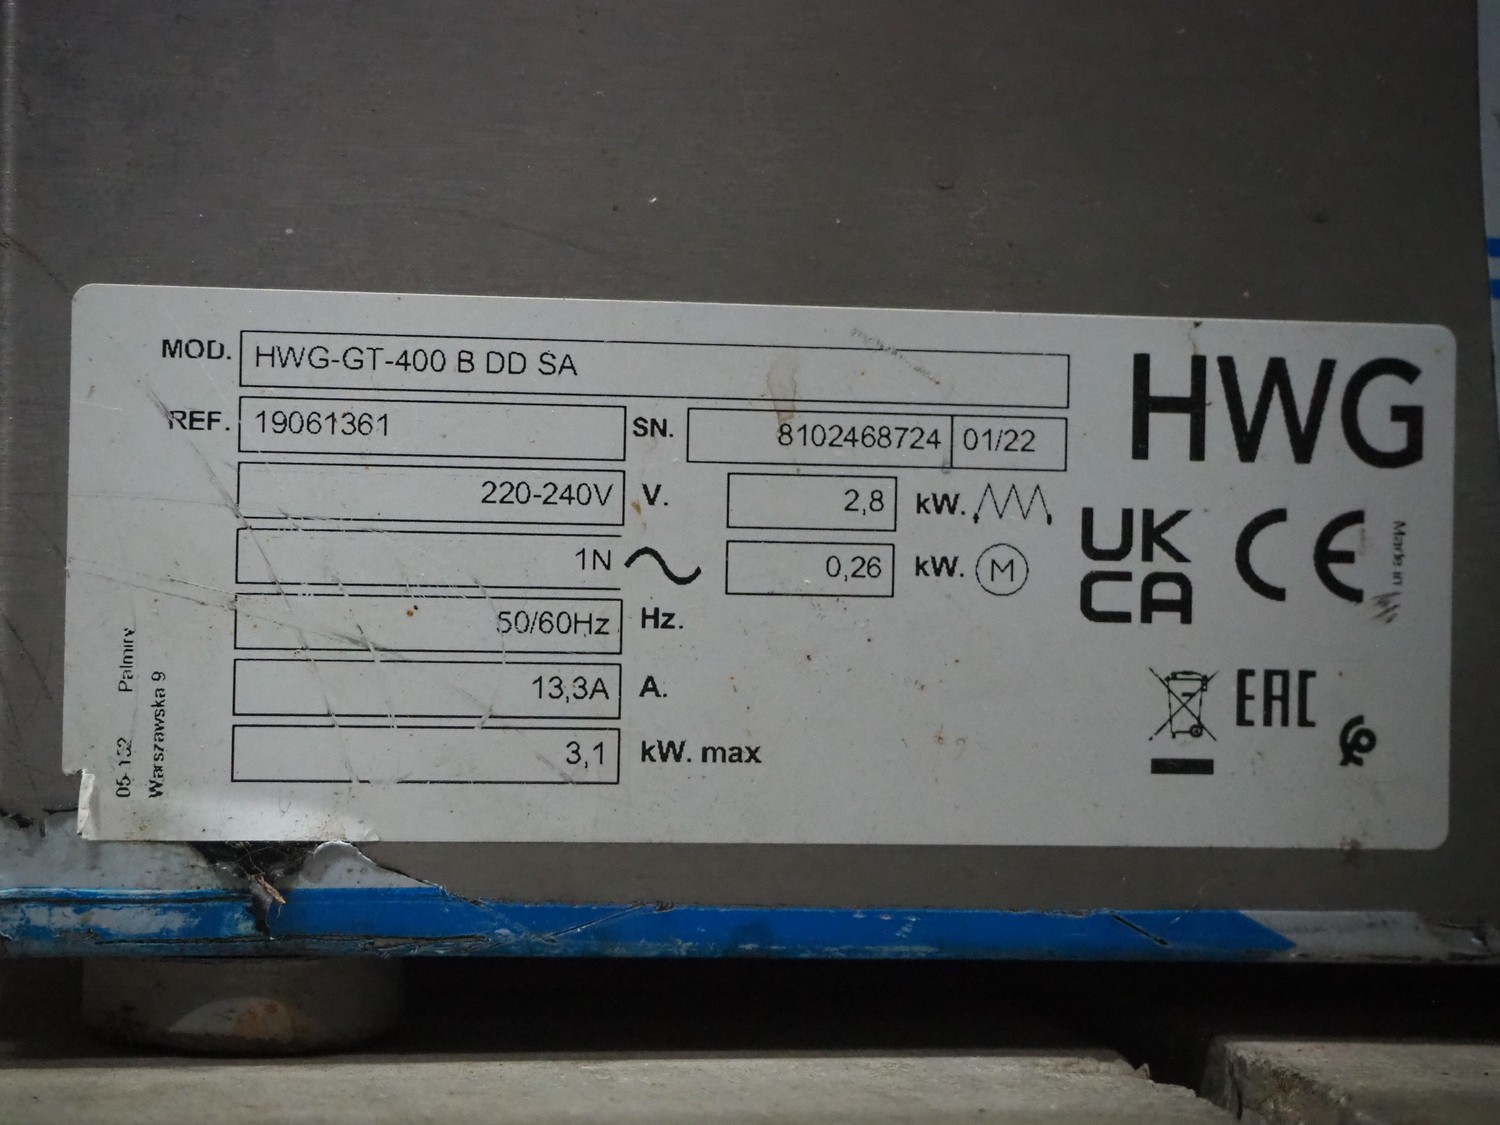 MOD. HWG-GT-400 B DD SA
REF. 19061361 SN. 8102468724 01/22
220-240V V. 2,8 kW.
1N 0,26 kW. M
50/60Hz Hz.
13,3A A.
3,1 kW. max
HWG
UK
CA
CE
Made in
EAC
05-152 Palmiry
Warszawska 9